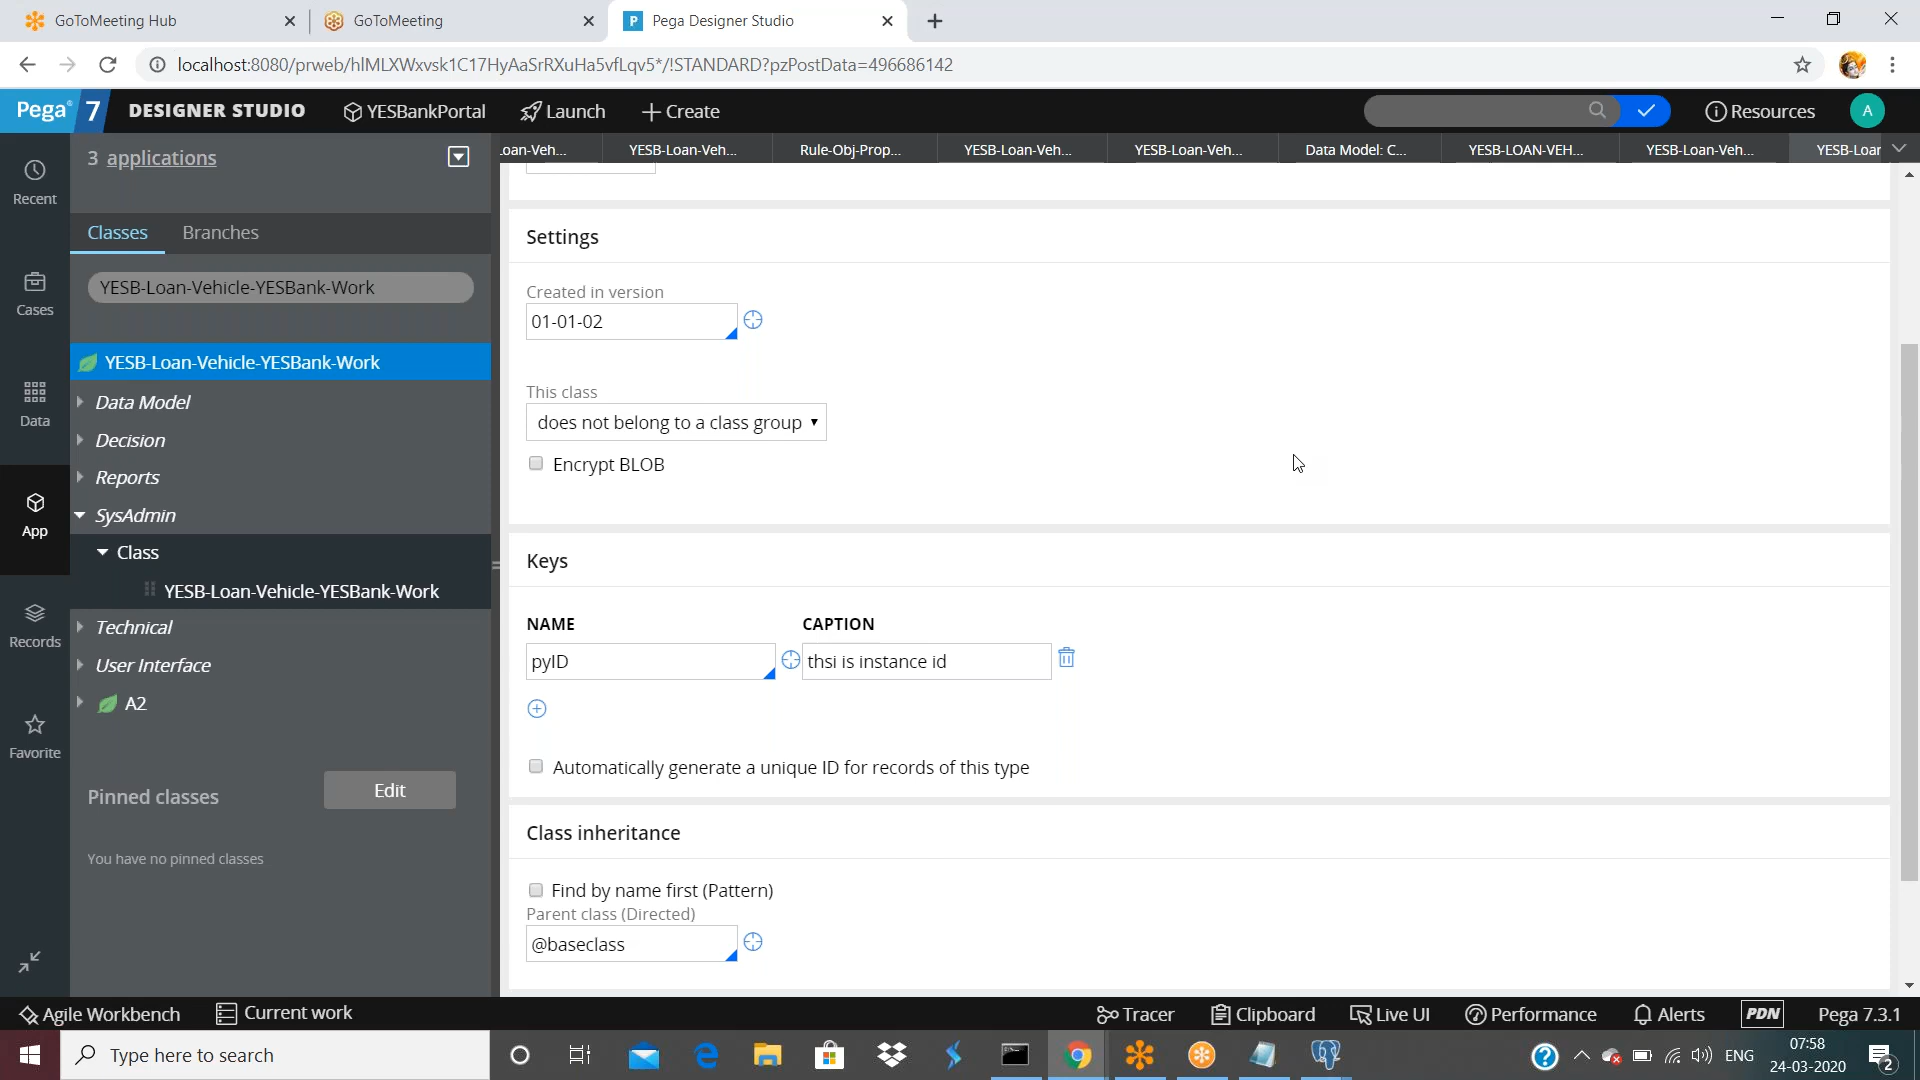 GoToMeeting Hub
GoToMeeting
Pega Designer Studio
localhost:8080/prweb/hIMLXWxvsk1C17HyAaSrRXuHa5vfLqv5*/!STANDARD?pzPostData=496686142
Pega 7 DESIGNER STUDIO YESBankPortal Launch Create Resources A
3 applications
.oan-Veh... YESB-Loan-Veh... Rule-Obj-Prop... YESB-Loan-Veh... YESB-Loan-Veh... Data Model: C... YESB-LOAN-VEH... YESB-Loan-Veh... YESB-Loar
Recent
Cases
Data
App
Records
Favorite
Classes Branches
YESB-Loan-Vehicle-YESBank-Work
YESB-Loan-Vehicle-YESBank-Work
Data Model
Decision
Reports
SysAdmin
Class
YESB-Loan-Vehicle-YESBank-Work
Technical
User Interface
A2
Pinned classes Edit
You have no pinned classes
Settings
Created in version
01-01-02
This class
does not belong to a class group
Encrypt BLOB
Keys
NAME CAPTION
pyID thsi is instance id
Automatically generate a unique ID for records of this type
Class inheritance
Find by name first (Pattern)
Parent class (Directed)
@baseclass
Agile Workbench Current work Tracer Clipboard Live UI Performance Alerts PDN Pega 7.3.1
Type here to search
ENG
07:58
24-03-2020
2